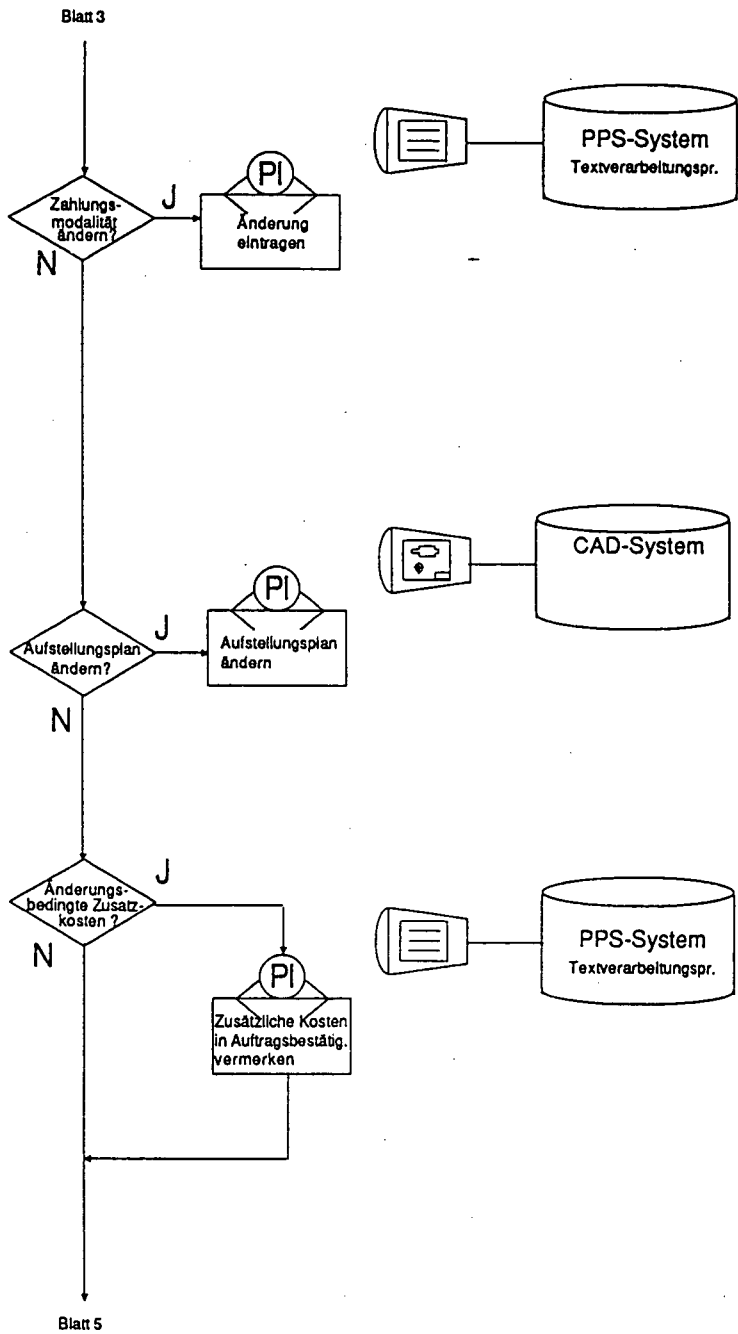 Blatt 3
Zahlungs-
modalität
ändern?
J
N
PI
Änderung
eintragen
PPS-System
Textverarbeitungspr.
Aufstellungsplan
ändern?
J
N
PI
Aufstellungsplan
ändern
CAD-System
Änderungs-
bedingte Zusatz-
kosten ?
J
N
PI
Zusätzliche Kosten
in Auftragsbestätig.
vermerken
PPS-System
Textverarbeitungspr.
Blatt 5